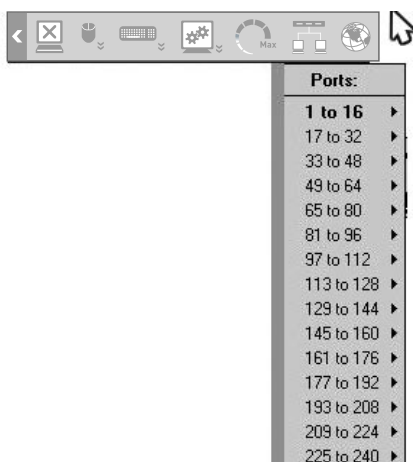 Max
Ports:
1 to 16
17 to 32
33 to 48
49 to 64
65 to 80
81 to 96
97 to 112
113 to 128
129 to 144
145 to 160
161 to 176
177 to 192
193 to 208
209 to 224
225 to 240